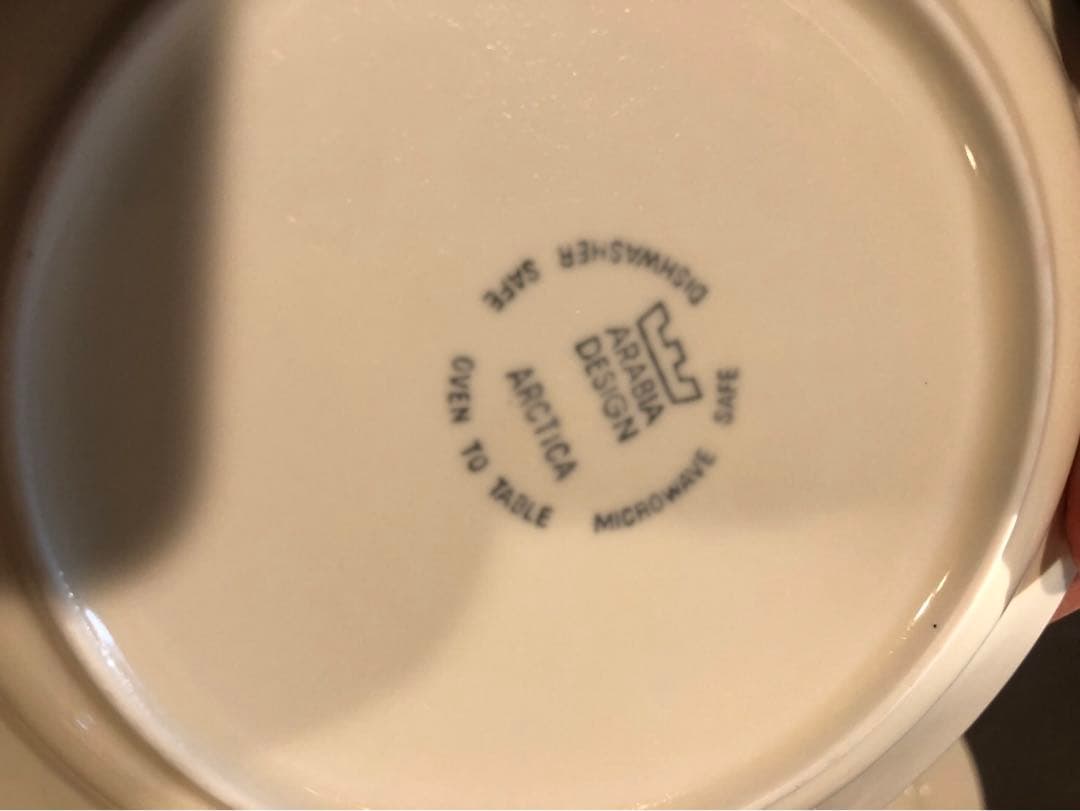 ARABIA
DESIGN
ARCTICA
DISHWASHER SAFE
OVEN TO TABLE
MICROWAVE SAFE